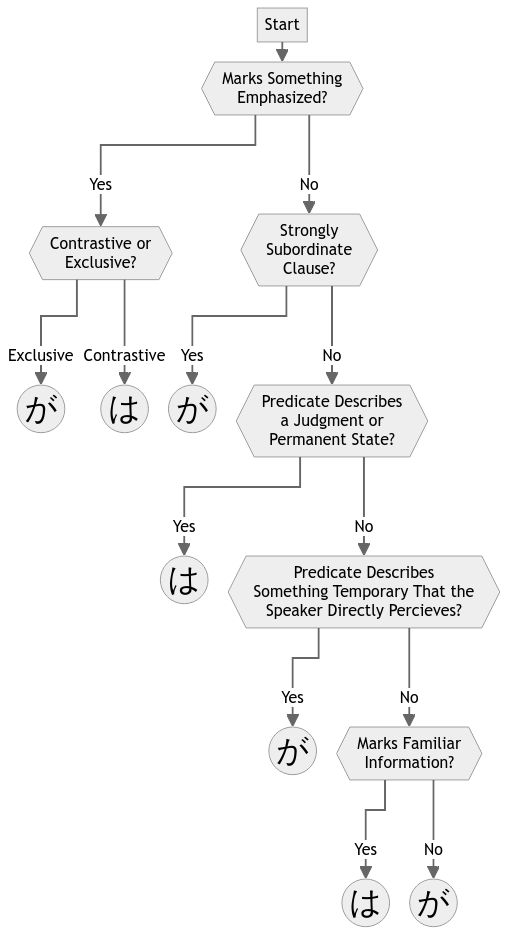 Start
Marks Something
Emphasized?
Yes
No
Contrastive or
Exclusive?
Strongly
Subordinate
Clause?
Exclusive
Contrastive
Yes
No
が
は
が
Predicate Describes
a Judgment or
Permanent State?
Yes
No
は
Predicate Describes
Something Temporary That the
Speaker Directly Percieves?
Yes
No
が
Marks Familiar
Information?
Yes
No
は
が